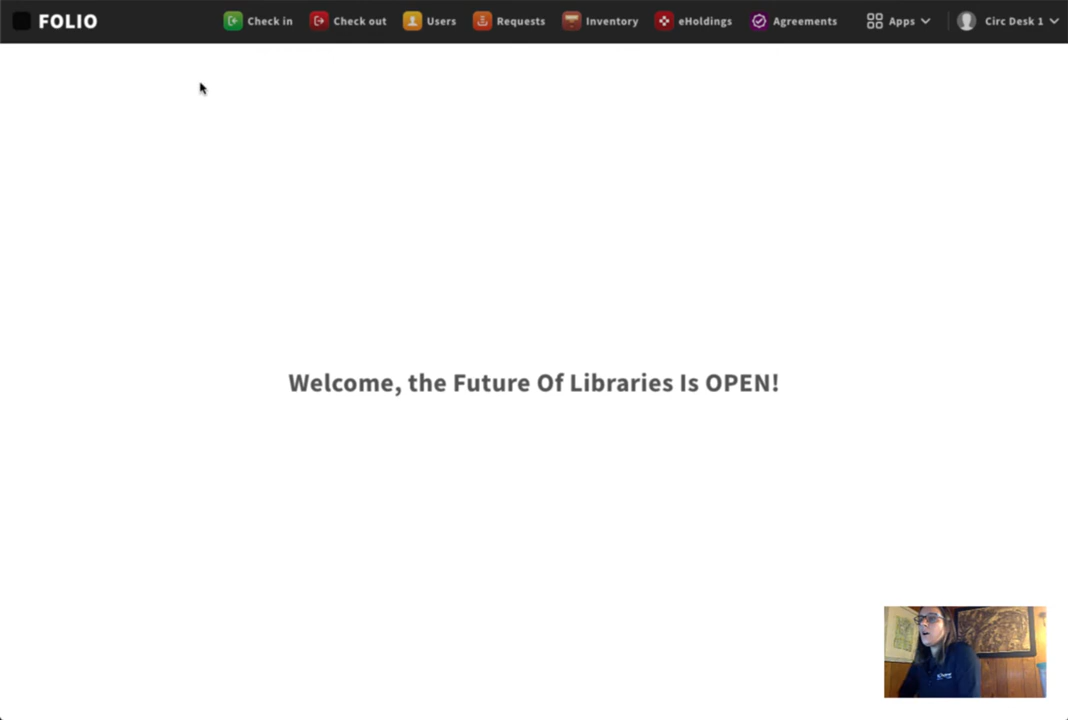 FOLIO Check in Check out Users Requests Inventory eHoldings Agreements Apps Circ Desk 1
Welcome, the Future Of Libraries Is OPEN!